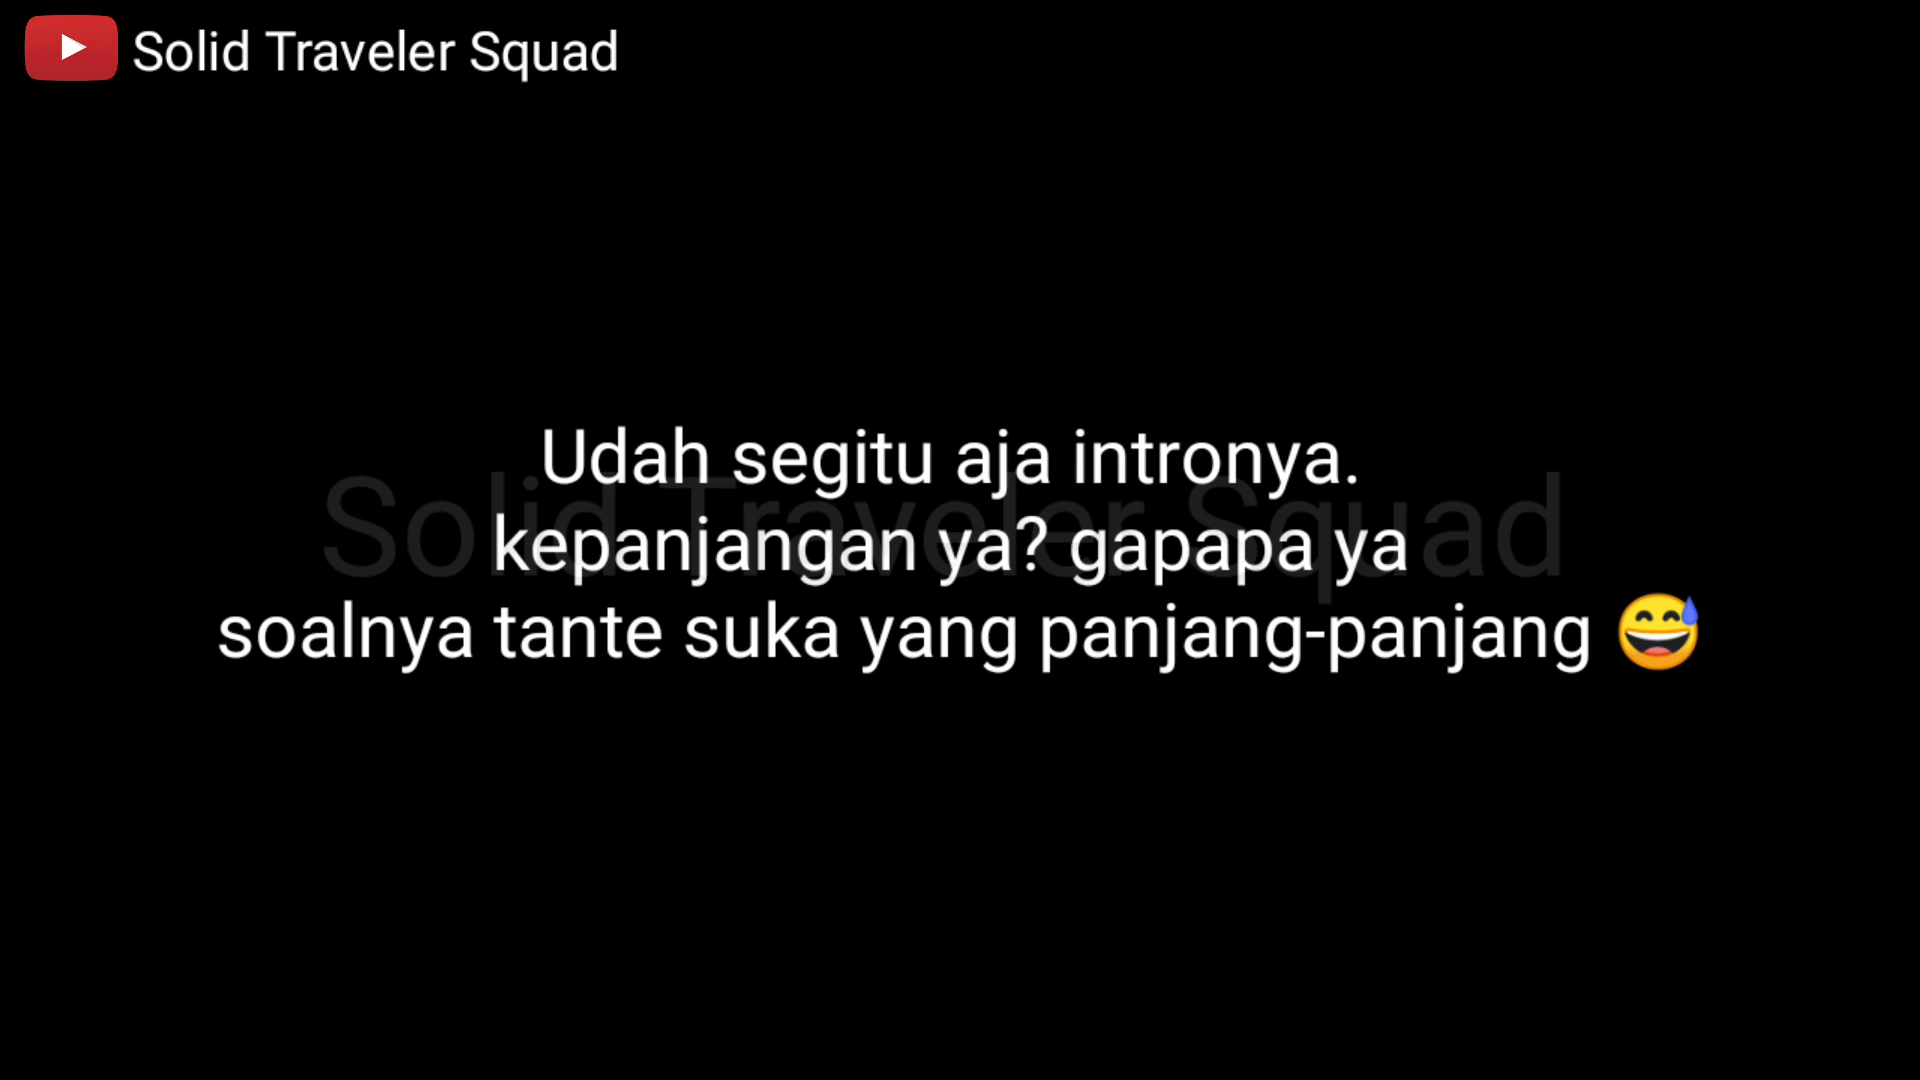 Solid Traveler Squad
Udah segitu aja intronya.
kepanjangan ya? gapapa ya
soalnya tante suka yang panjang-panjang 😅
Solid Traveler Squad